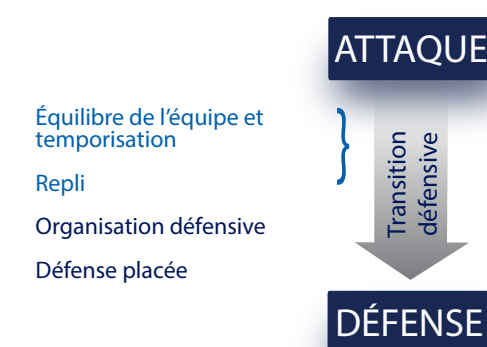 ATTAQUE
Équilibre de l'équipe et
temporisation
Repli
Organisation défensive
Défense placée
Transition
défensive
DÉFENSE